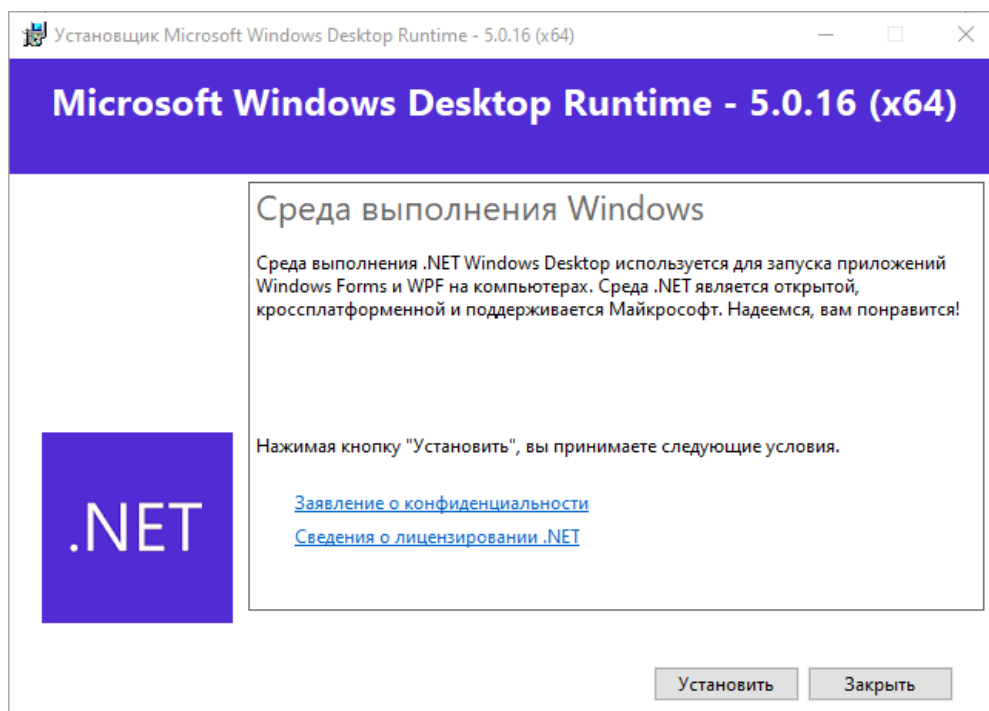 Установщик Microsoft Windows Desktop Runtime - 5.0.16 (x64)
Microsoft Windows Desktop Runtime - 5.0.16 (x64)
Среда выполнения Windows
Среда выполнения .NET Windows Desktop используется для запуска приложений
Windows Forms и WPF на компьютерах. Среда .NET является открытой,
кроссплатформенной и поддерживается Майкрософт. Надеемся, вам понравится!
Нажимая кнопку "Установить", вы принимаете следующие условия.
Заявление о конфиденциальности
Сведения о лицензировании .NET
.NET
Установить
Закрыть